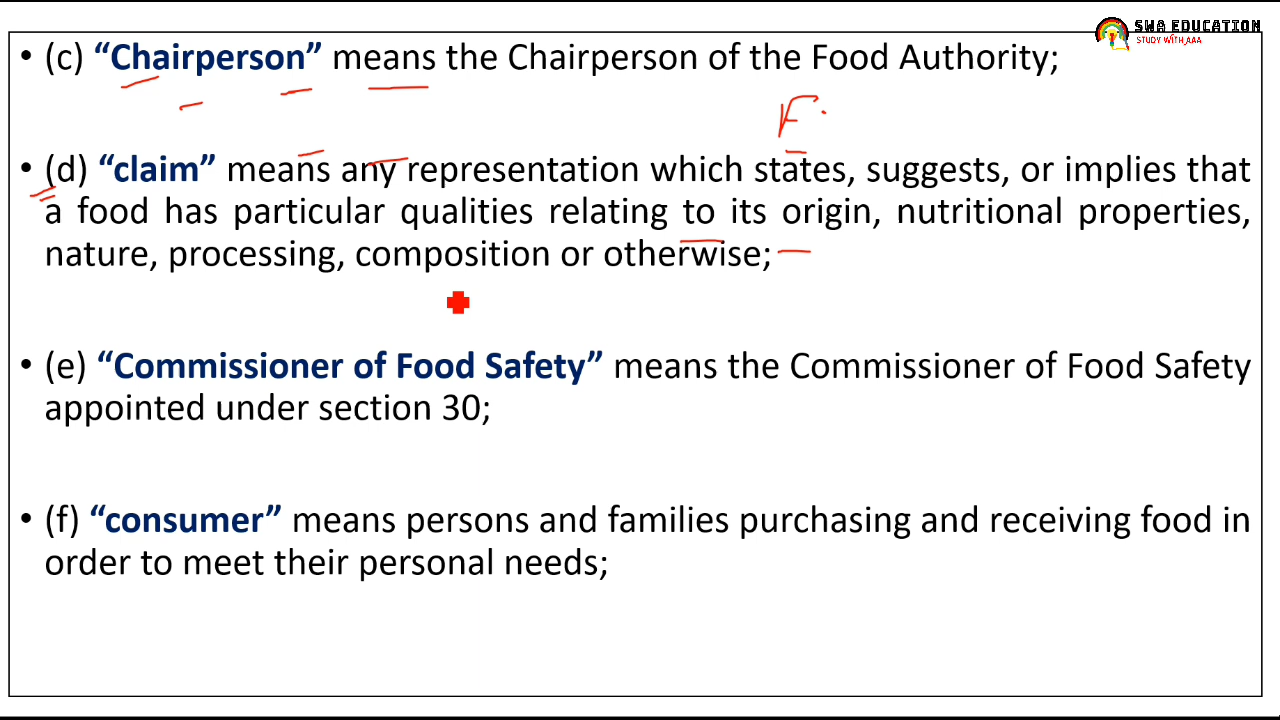 SWA EDUCATION
STUDY WITH AAA
• (c) “Chairperson” means the Chairperson of the Food Authority;
F
• (d) “claim” means any representation which states, suggests, or implies that
a food has particular qualities relating to its origin, nutritional properties,
nature, processing, composition or otherwise;
• (e) “Commissioner of Food Safety” means the Commissioner of Food Safety
appointed under section 30;
• (f) “consumer” means persons and families purchasing and receiving food in
order to meet their personal needs;